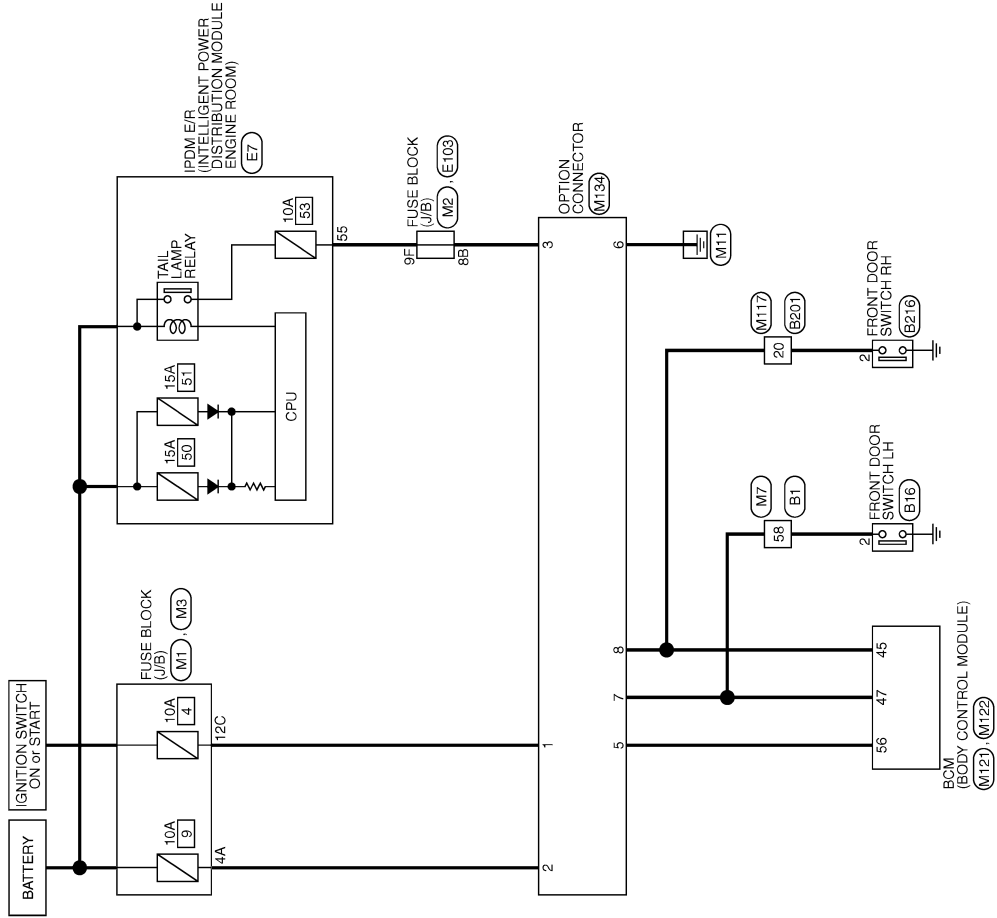 BATTERY
IGNITION SWITCH
ON or START
FUSE BLOCK
(J/B)
M1 , M3
10A
9
4A
10A
4
12C
IPDM E/R
(INTELLIGENT POWER
DISTRIBUTION MODULE
ENGINE ROOM)
E7
15A
50
15A
51
TAIL
LAMP
RELAY
10A
53
CPU
55
FUSE BLOCK
(J/B)
M2 , E103
9F
8B
OPTION
CONNECTOR
M134
2
1
3
5
7
8
6
M11
M7
B1
58
M117
B201
20
FRONT DOOR
SWITCH LH
B16
2
FRONT DOOR
SWITCH RH
B216
2
56
47
45
BCM
(BODY CONTROL MODULE)
M121 , M122